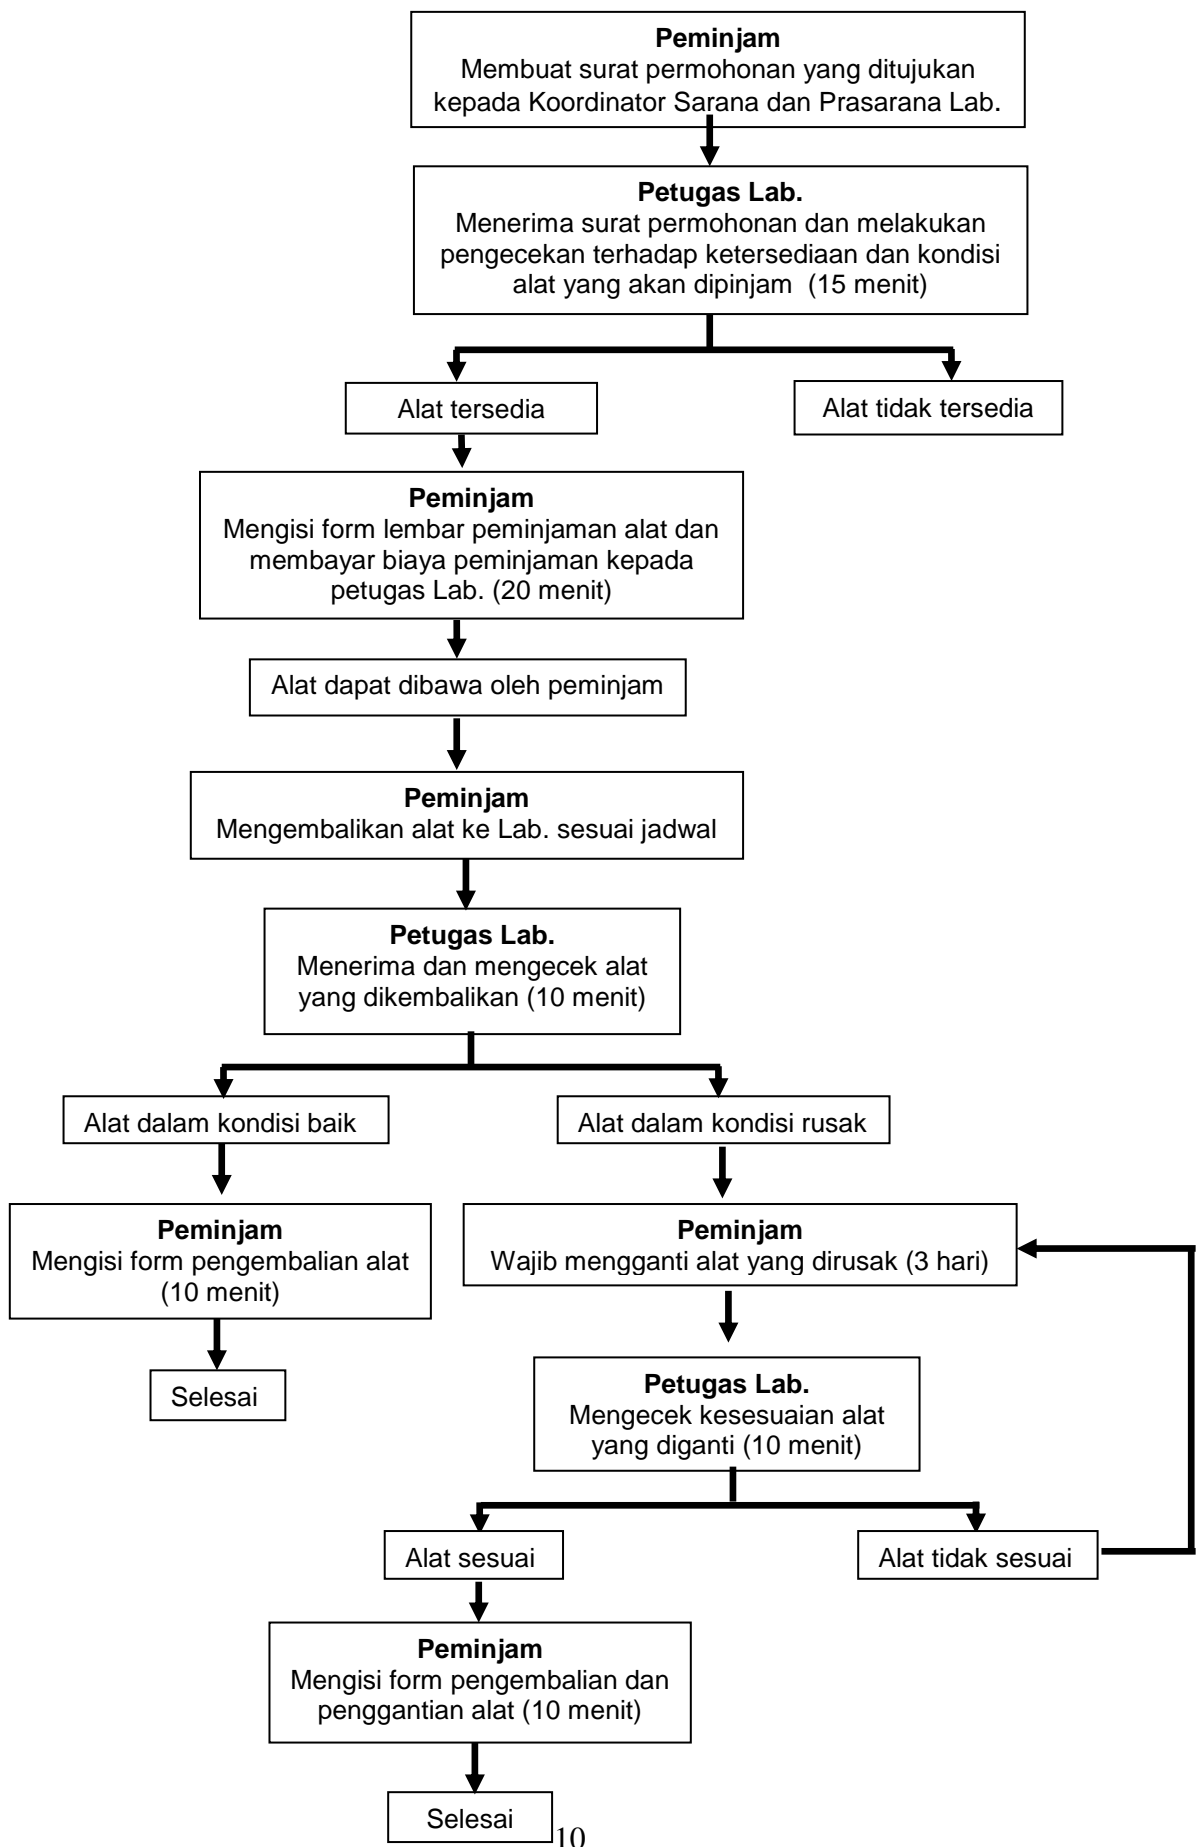 Peminjam
Membuat surat permohonan yang ditujukan
kepada Koordinator Sarana dan Prasarana Lab.
Petugas Lab.
Menerima surat permohonan dan melakukan
pengecekan terhadap ketersediaan dan kondisi
alat yang akan dipinjam  (15 menit)
Alat tersedia
Alat tidak tersedia
Peminjam
Mengisi form lembar peminjaman alat dan
membayar biaya peminjaman kepada
petugas Lab. (20 menit)
Alat dapat dibawa oleh peminjam
Peminjam
Mengembalikan alat ke Lab. sesuai jadwal
Petugas Lab.
Menerima dan mengecek alat
yang dikembalikan (10 menit)
Alat dalam kondisi baik
Alat dalam kondisi rusak
Peminjam
Mengisi form pengembalian alat
(10 menit)
Peminjam
Wajib mengganti alat yang dirusak (3 hari)
Selesai
Petugas Lab.
Mengecek kesesuaian alat
yang diganti (10 menit)
Alat sesuai
Alat tidak sesuai
Peminjam
Mengisi form pengembalian dan
penggantian alat (10 menit)
Selesai
10